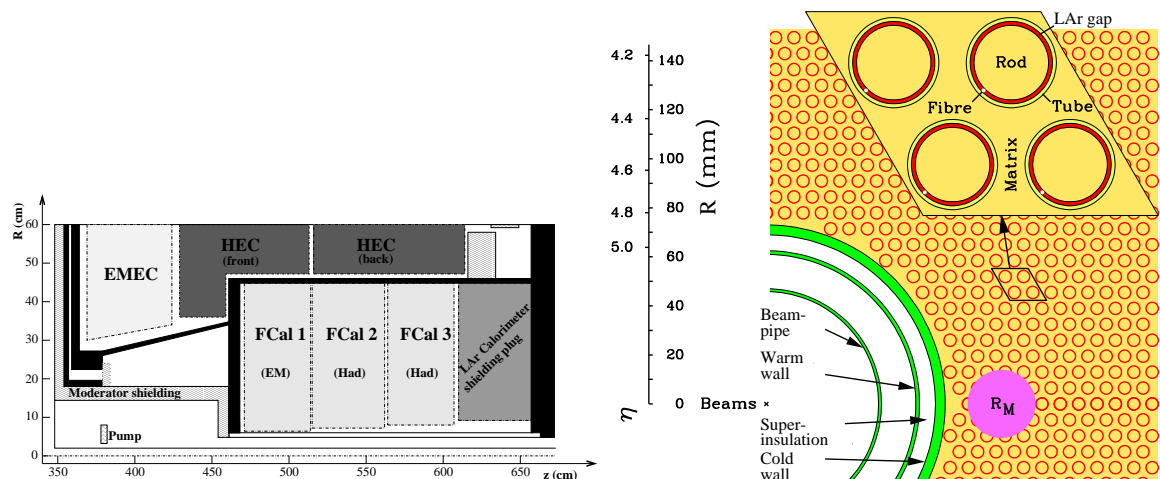 R (cm)
60
50
40
30
20
10
0
EMEC
HEC
(front)
HEC
(back)
FCal 1
(EM)
FCal 2
(Had)
FCal 3
(Had)
LAr Calorimeter
shielding plug
Moderator shielding
Pump
350
400
450
500
550
600
650
z (cm)
η
4.2
4.4
4.6
4.8
5.0
R (mm)
140
120
100
80
60
40
20
0
LAr gap
Rod
Fibre
Tube
Matrix
Beam-
pipe
Warm
wall
Beams
Super-
insulation
Cold
wall
R_M